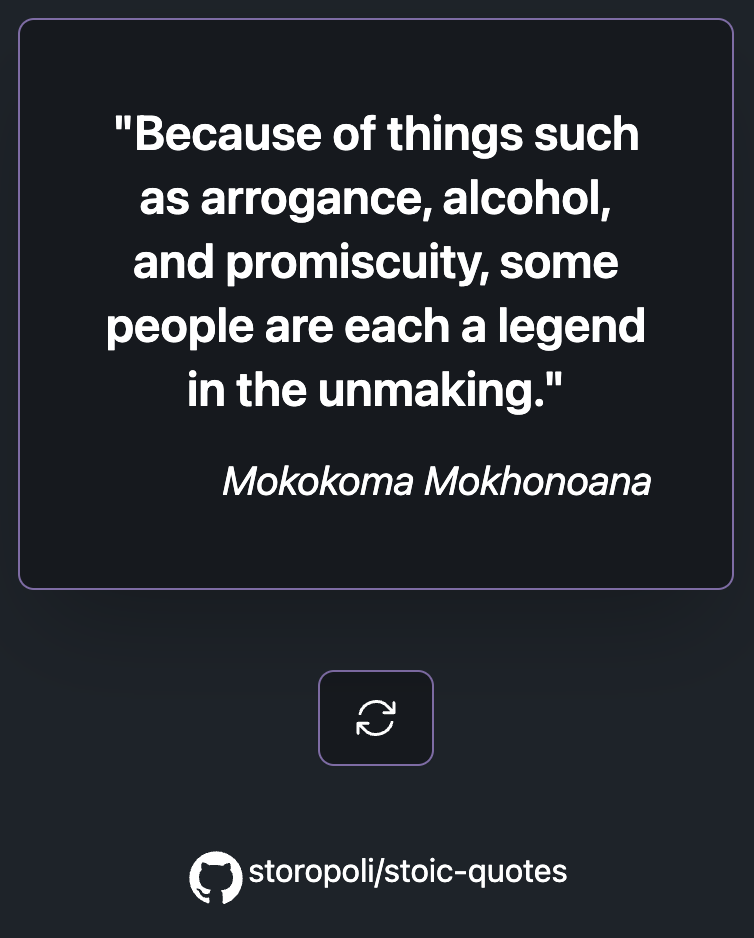 "Because of things such
as arrogance, alcohol,
and promiscuity, some
people are each a legend
in the unmaking."
Mokokoma Mokhonoana
storopoli/stoic-quotes